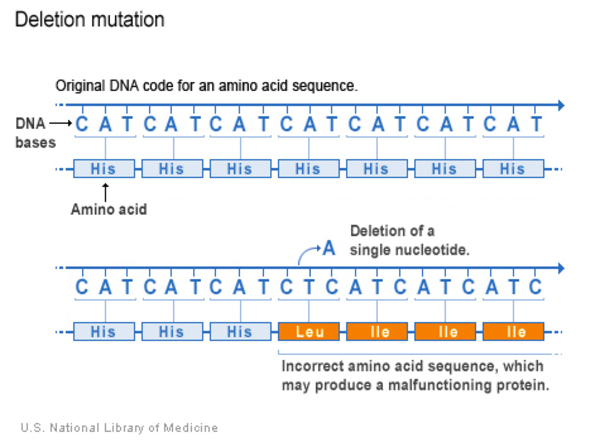 Deletion mutation
Original DNA code for an amino acid sequence.
DNA bases
C A T C A T C A T C A T C A T C A T C A T
His His His His His His His
Amino acid
A
Deletion of a
single nucleotide.
C A T C A T C A T C T C A T C A T C A T C
His His His Leu Ile Ile Ile
Incorrect amino acid sequence, which
may produce a malfunctioning protein.
U.S. National Library of Medicine